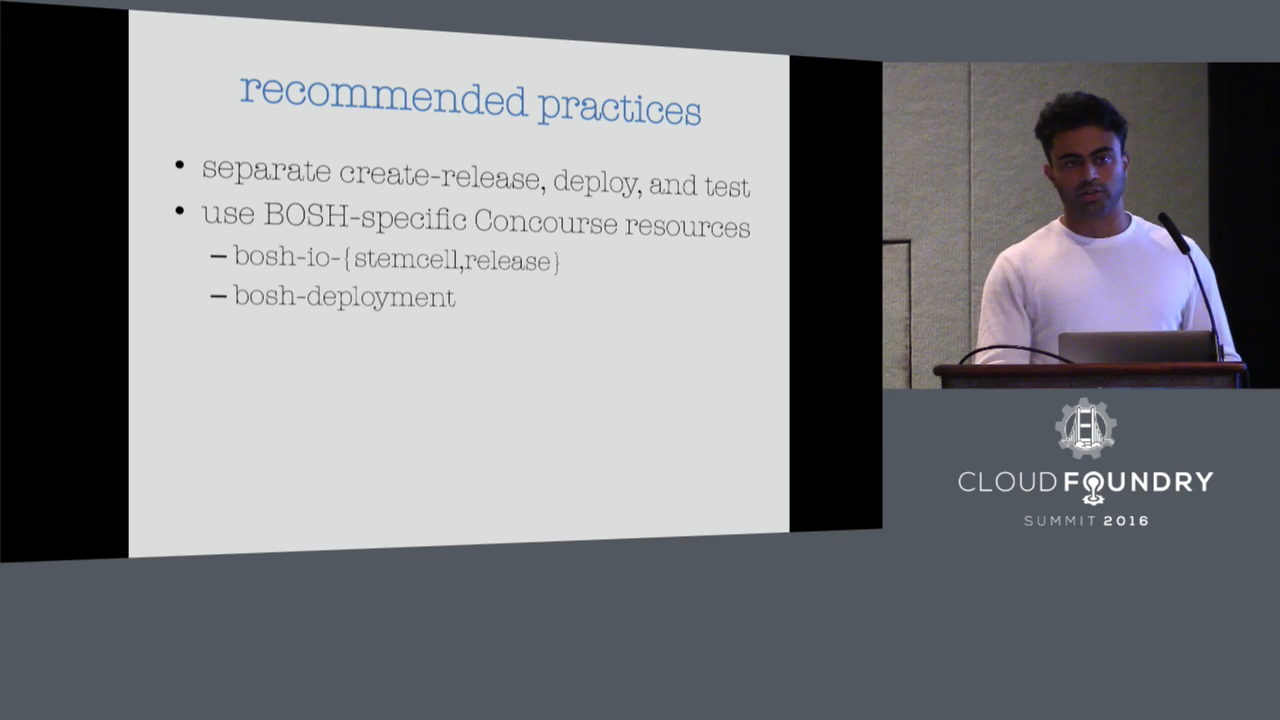 recommended practices
• separate create-release, deploy, and test
• use BOSH-specific Concourse resources
– bosh-io-{stemcell,release}
– bosh-deployment
CLOUD FOUNDRY
SUMMIT 2016